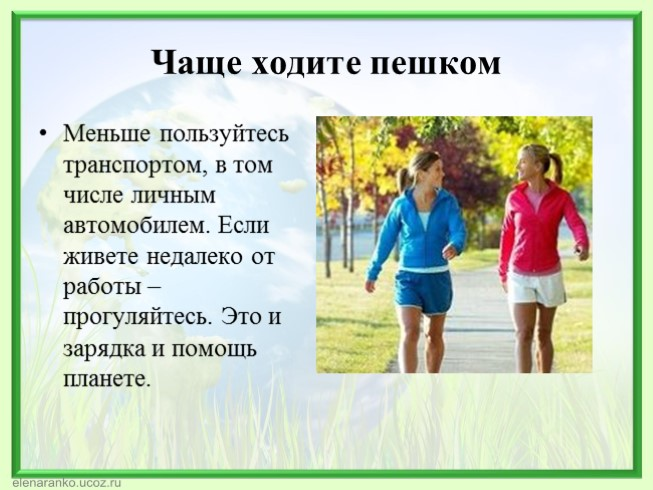 Чаще ходите пешком
• Меньше пользуйтесь
транспортом, в том
числе личным
автомобилем. Если
живете недалеко от
работы –
прогуляйтесь. Это и
зарядка и помощь
планете.
elenaranko.ucoz.ru